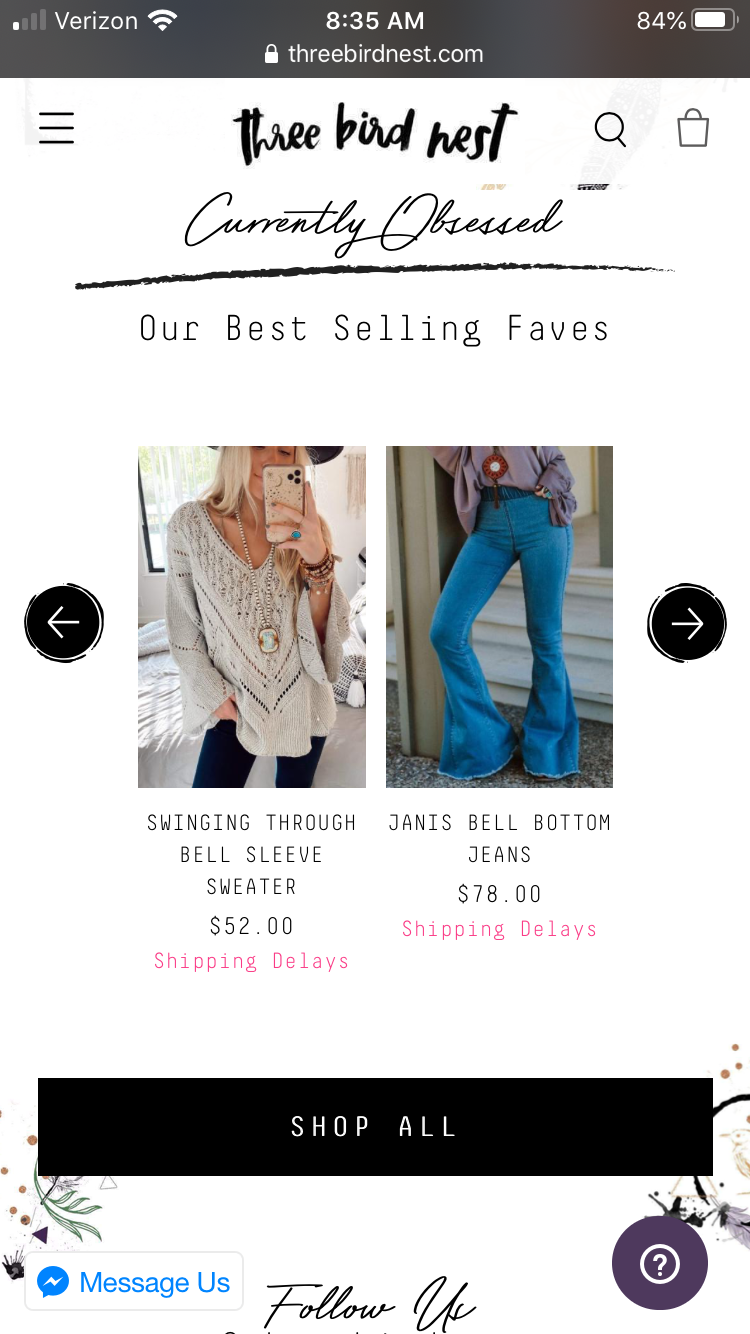 Verizon 8:35 AM 84%
threebirdnest.com
three bird nest
Currently Obsessed
Our Best Selling Faves
SWINGING THROUGH
BELL SLEEVE
SWEATER
$52.00
Shipping Delays
JANIS BELL BOTTOM
JEANS
$78.00
Shipping Delays
SHOP ALL
Message Us
?
Follow Us